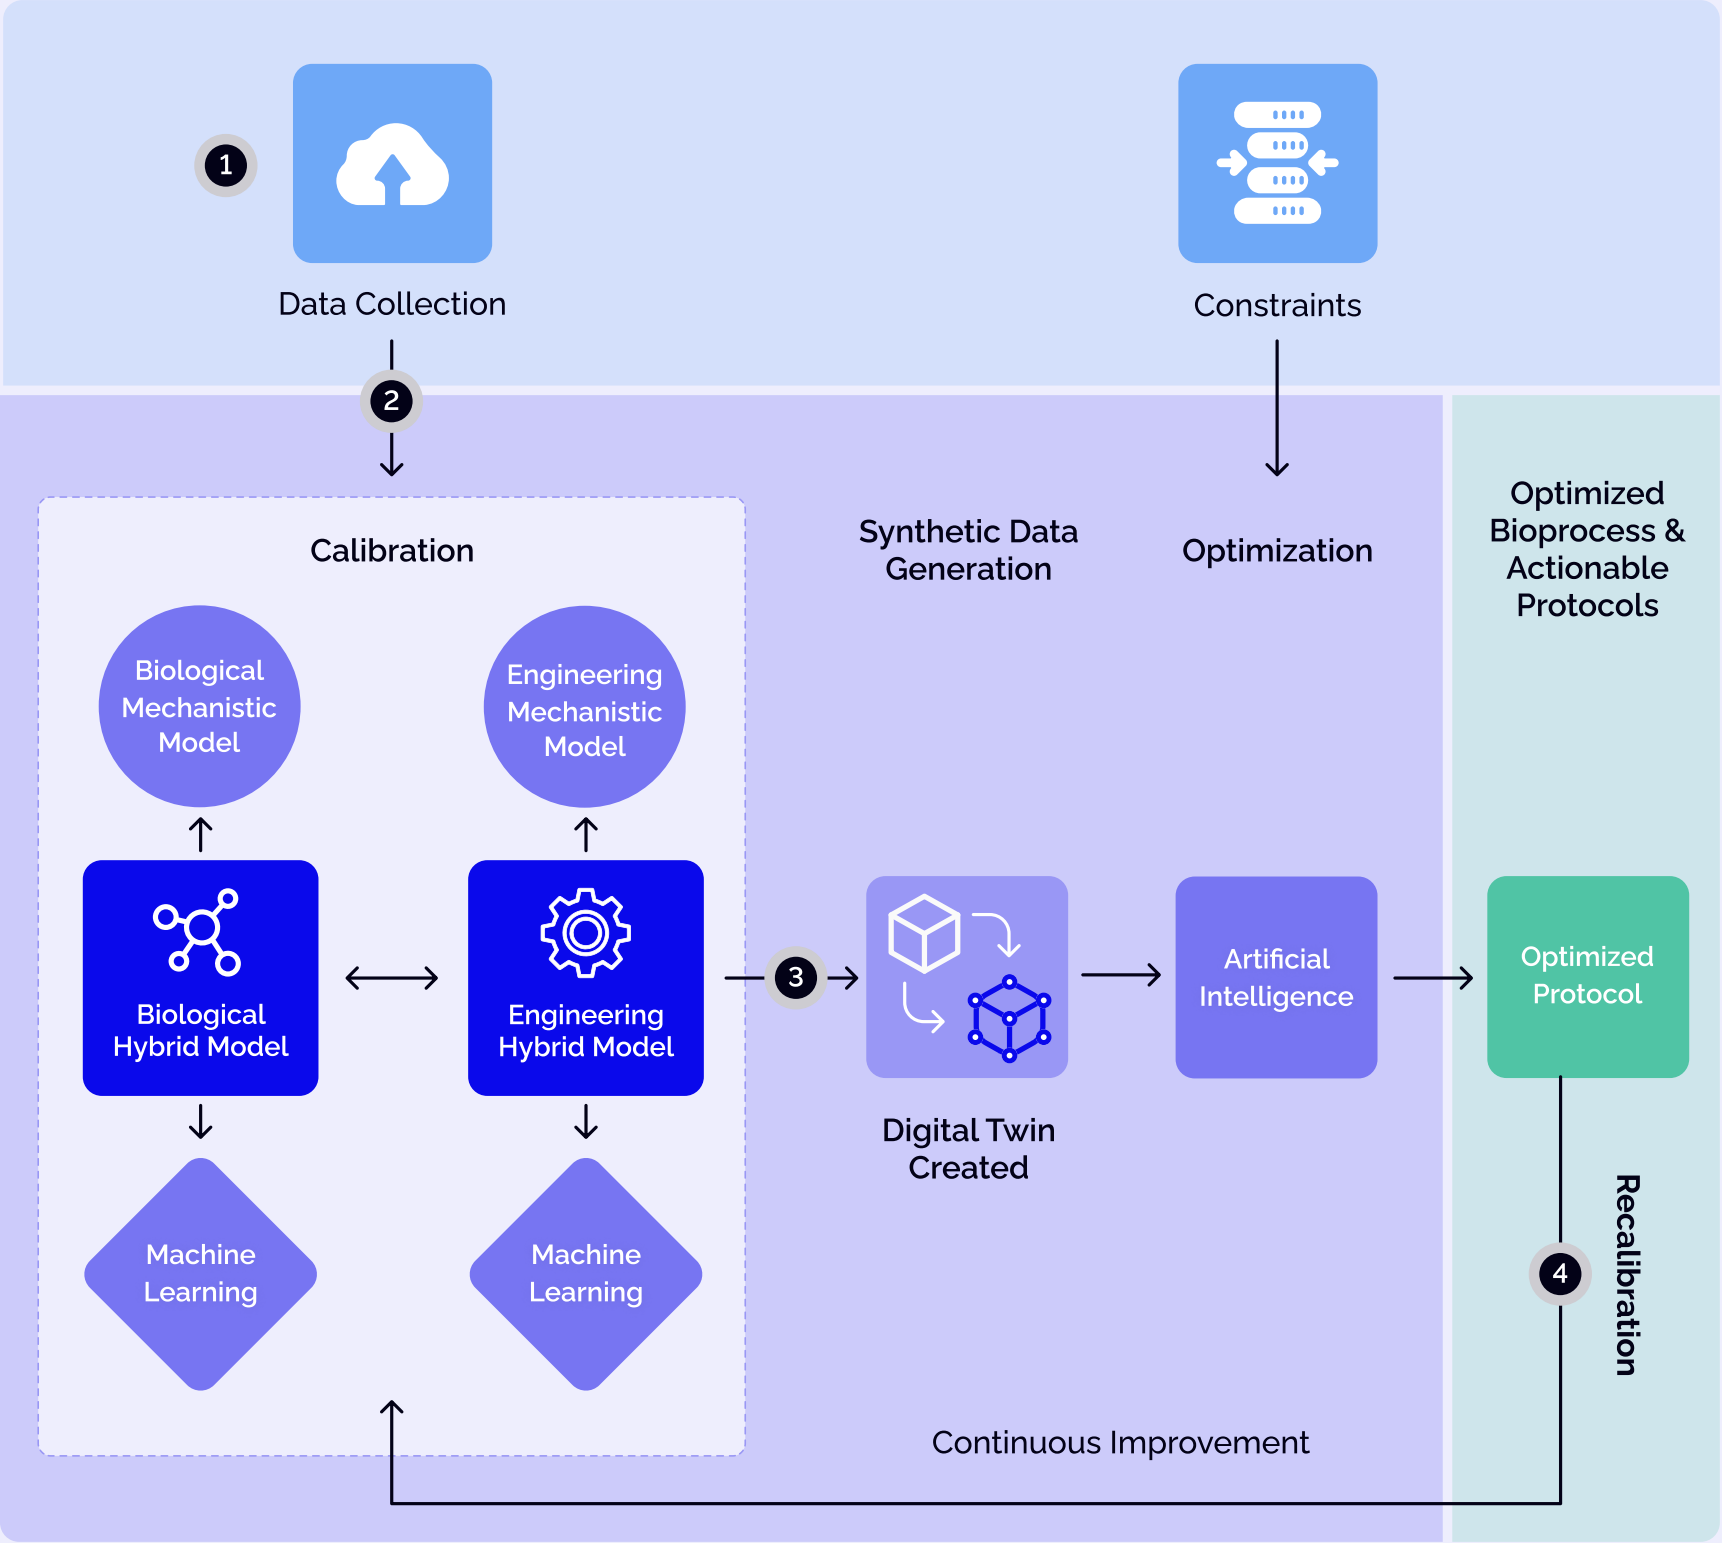 1
Data Collection
Constraints
2
Calibration
Synthetic Data
Generation
Optimization
Optimized
Bioprocess &
Actionable
Protocols
Biological
Mechanistic
Model
Engineering
Mechanistic
Model
Biological
Hybrid Model
Engineering
Hybrid Model
3
Artificial
Intelligence
Optimized
Protocol
Digital Twin
Created
Machine
Learning
Machine
Learning
4
Recalibration
Continuous Improvement